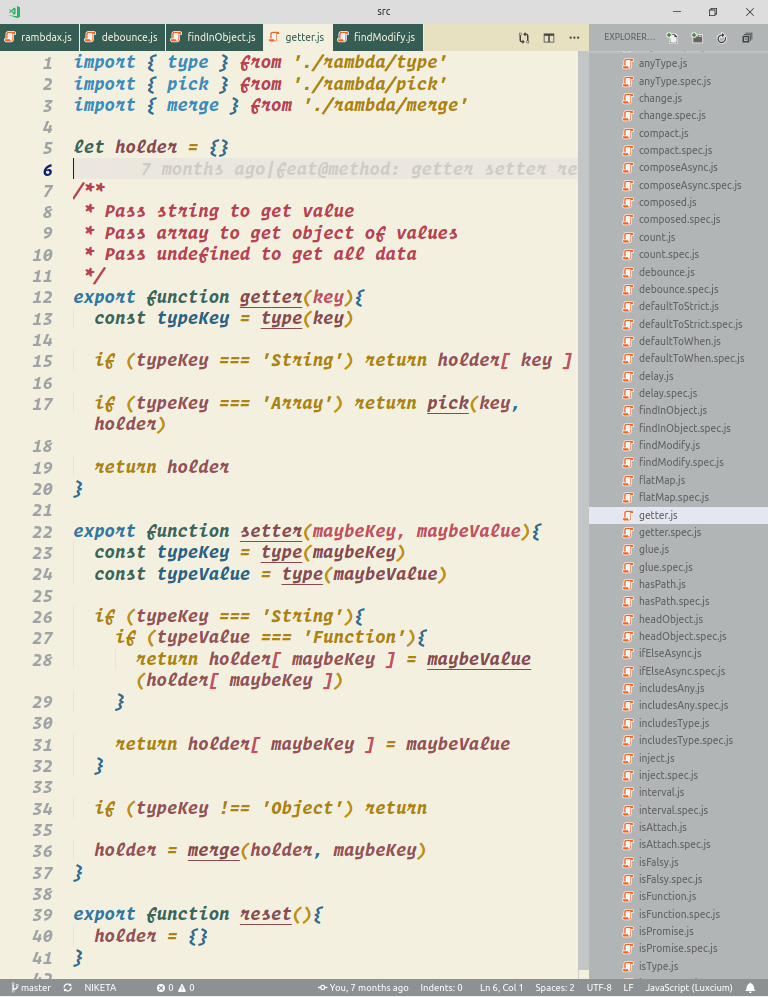 src
rambdax.js debounce.js findInObject.js getter.js findModify.js EXPLORER...
1 import { type } from './rambda/type'
2 import { pick } from './rambda/pick'
3 import { merge } from './rambda/merge'
4
5 let holder = {}
6 7 months ago|feat@method: getter setter re
7 /**
8 * Pass string to get value
9 * Pass array to get object of values
10 * Pass undefined to get all data
11 */
12 export function getter(key){
13 const typeKey = type(key)
14
15 if (typeKey === 'String') return holder[ key ]
16
17 if (typeKey === 'Array') return pick(key,
holder)
18
19 return holder
20 }
21
22 export function setter(maybeKey, maybeValue){
23 const typeKey = type(maybeKey)
24 const typeValue = type(maybeValue)
25
26 if (typeKey === 'String'){
27 if (typeValue === 'Function'){
28 return holder[ maybeKey ] = maybeValue
(holder[ maybeKey ])
29 }
30
31 return holder[ maybeKey ] = maybeValue
32 }
33
34 if (typeKey !== 'Object') return
35
36 holder = merge(holder, maybeKey)
37 }
38
39 export function reset(){
40 holder = {}
41 }
42
anyType.js
anyType.spec.js
change.js
change.spec.js
compact.js
compact.spec.js
composeAsync.js
composeAsync.spec.js
composed.js
composed.spec.js
count.js
count.spec.js
debounce.js
debounce.spec.js
defaultToStrict.js
defaultToStrict.spec.js
defaultToWhen.js
defaultToWhen.spec.js
delay.js
delay.spec.js
findInObject.js
findInObject.spec.js
findModify.js
findModify.spec.js
flatMap.js
flatMap.spec.js
getter.js
getter.spec.js
glue.js
glue.spec.js
hasPath.js
hasPath.spec.js
headObject.js
headObject.spec.js
ifElseAsync.js
ifElseAsync.spec.js
includesAny.js
includesAny.spec.js
includesType.js
includesType.spec.js
inject.js
inject.spec.js
interval.js
interval.spec.js
isAttach.js
isAttach.spec.js
isFalsy.js
isFalsy.spec.js
isFunction.js
isFunction.spec.js
isPromise.js
isPromise.spec.js
isType.js
master NIKETA 0 0 You, 7 months ago Indents: 0 Ln 6, Col 1 Spaces: 2 UTF-8 LF JavaScript (Luxcium)